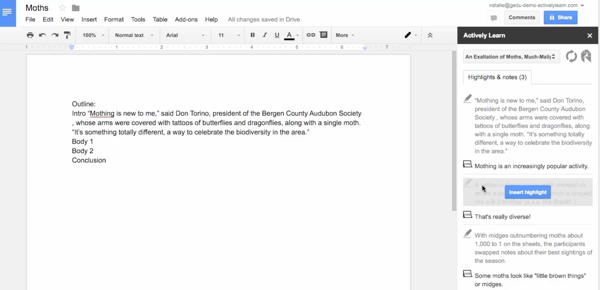 Moths
natalie@gedu-demo-activelylearn.com
File Edit View Insert Format Tools Table Add-ons Help All changes saved in Drive
Comments
Share
100% Normal text Arial 11 B I U A More
Actively Learn
An Exaltation of Moths, Much-Mali
Highlights & notes (3)
"Mothing is new to me," said Don Torino,
president of the Bergen County Audubon
Society , whose arms were covered with
tattoos of butterflies and dragonflies, along
with a single moth. "It's something totally
different, a way to celebrate the biodiversity
in the area."
Mothing is an increasingly popular activity.
Insert highlight
That's really diverse!
With midges outnumbering moths about
1,000 to 1 on the sheets, the participants
swapped notes about their best sightings of
the season
Some moths look like "little brown things"
or midges.
Outline:
Intro "Mothing is new to me," said Don Torino, president of the Bergen County Audubon Society
, whose arms were covered with tattoos of butterflies and dragonflies, along with a single moth.
"It's something totally different, a way to celebrate the biodiversity in the area."
Body 1
Body 2
Conclusion